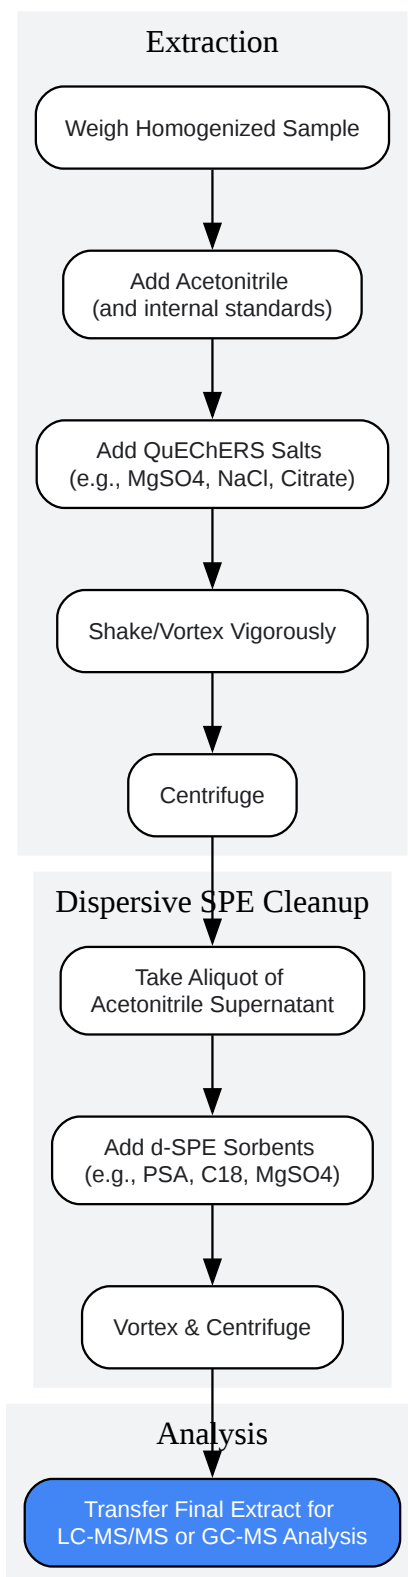 Extraction
Weigh Homogenized Sample
Add Acetonitrile
(and internal standards)
Add QuEChERS Salts
(e.g., MgSO4, NaCl, Citrate)
Shake/Vortex Vigorously
Centrifuge
Dispersive SPE Cleanup
Take Aliquot of
Acetonitrile Supernatant
Add d-SPE Sorbents
(e.g., PSA, C18, MgSO4)
Vortex & Centrifuge
Analysis
Transfer Final Extract for
LC-MS/MS or GC-MS Analysis